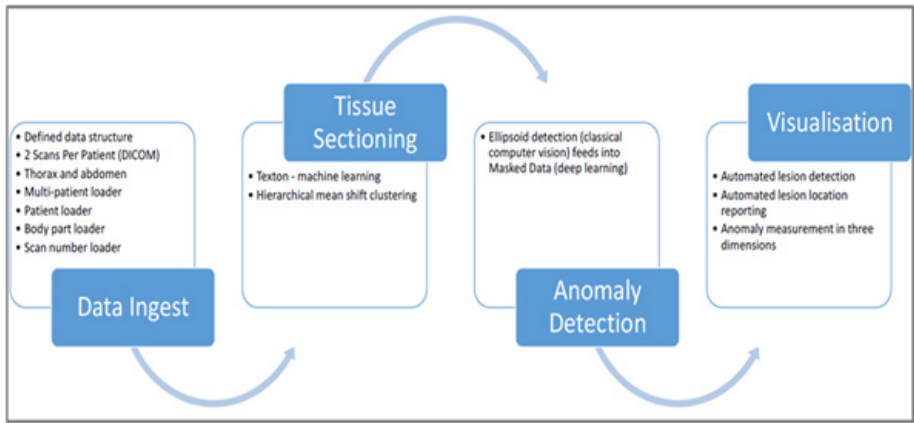 • Defined data structure
• 2 Scans Per Patient (DICOM)
• Thorax and abdomen
• Multi-patient loader
• Patient loader
• Body part loader
• Scan number loader
Data Ingest
Tissue
Sectioning
• Texton - machine learning
• Hierarchical mean shift clustering
• Ellipsoid detection (classical
computer vision) feeds into
Masked Data (deep learning)
Anomaly
Detection
Visualisation
• Automated lesion detection
• Automated lesion location
reporting
• Anomaly measurement in three
dimensions